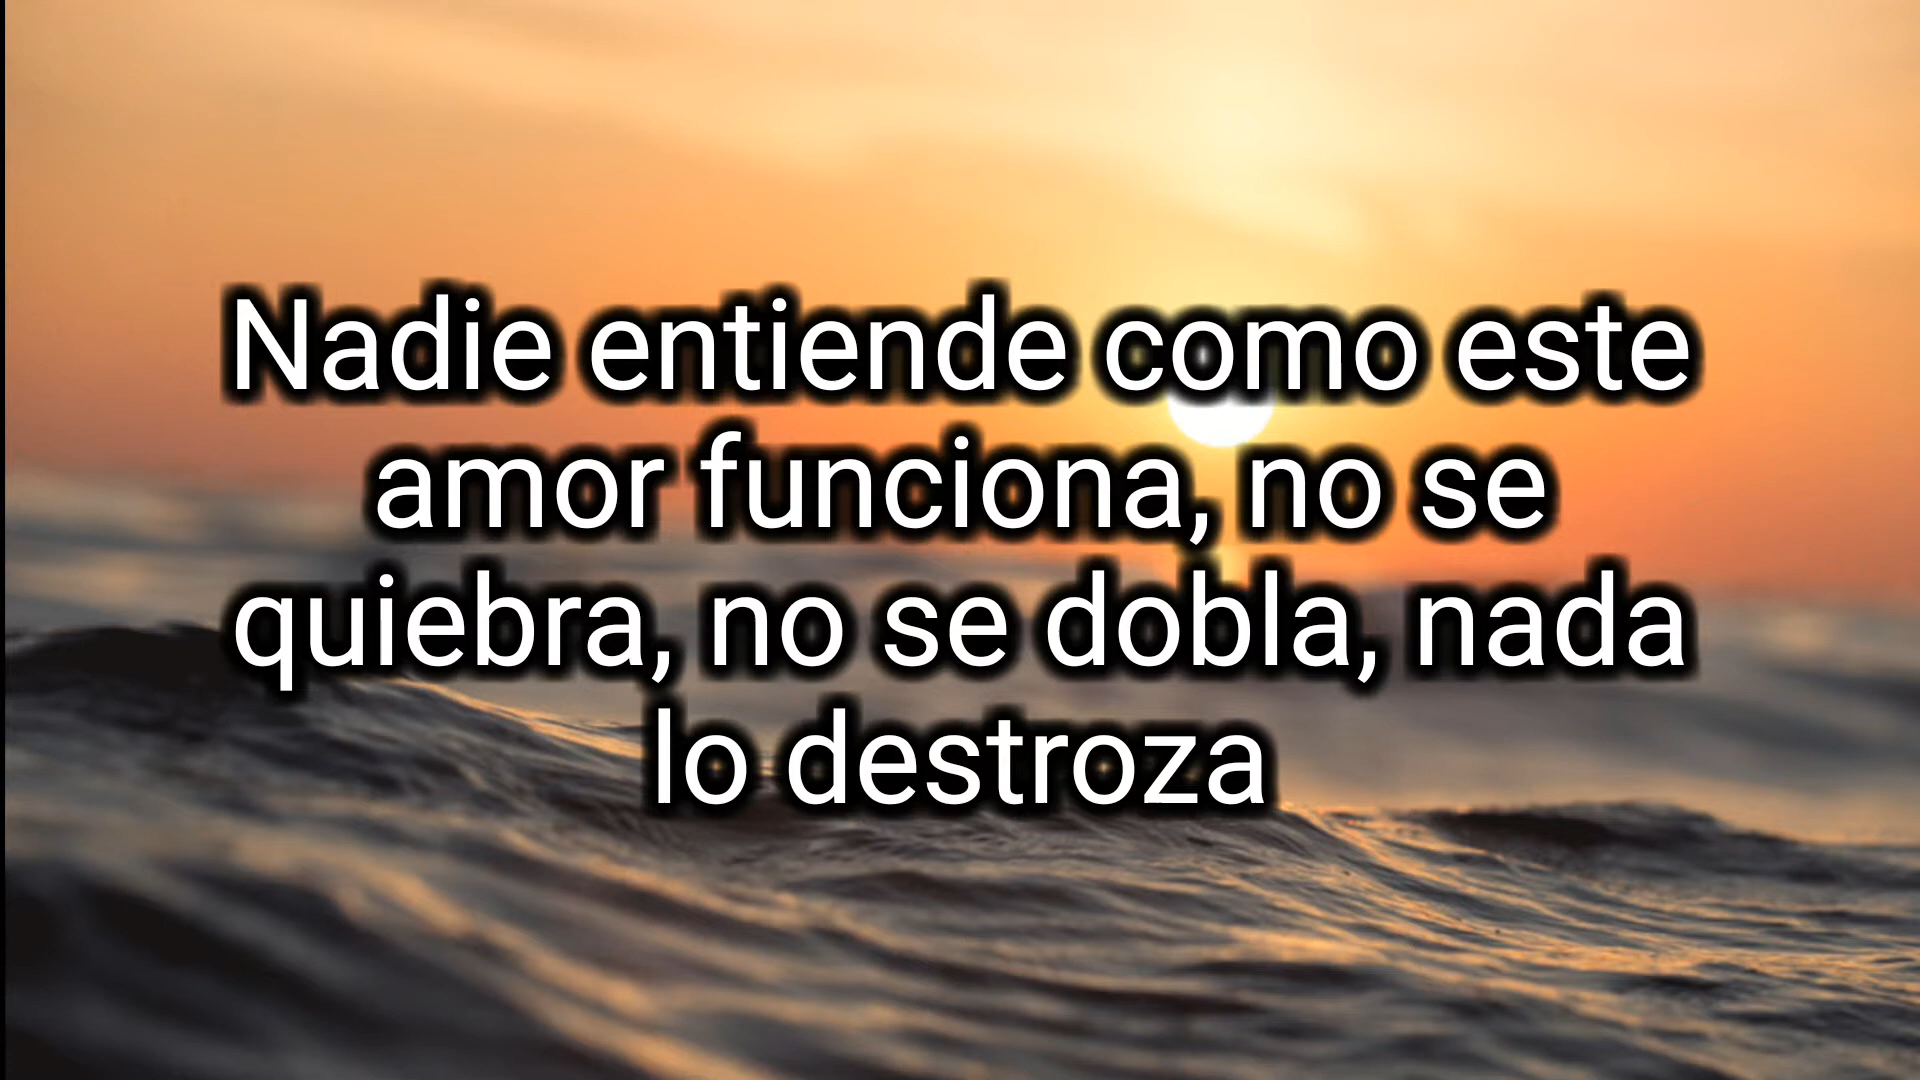 Nadie entiende como este
amor funciona, no se
quiebra, no se dobla, nada
lo destroza